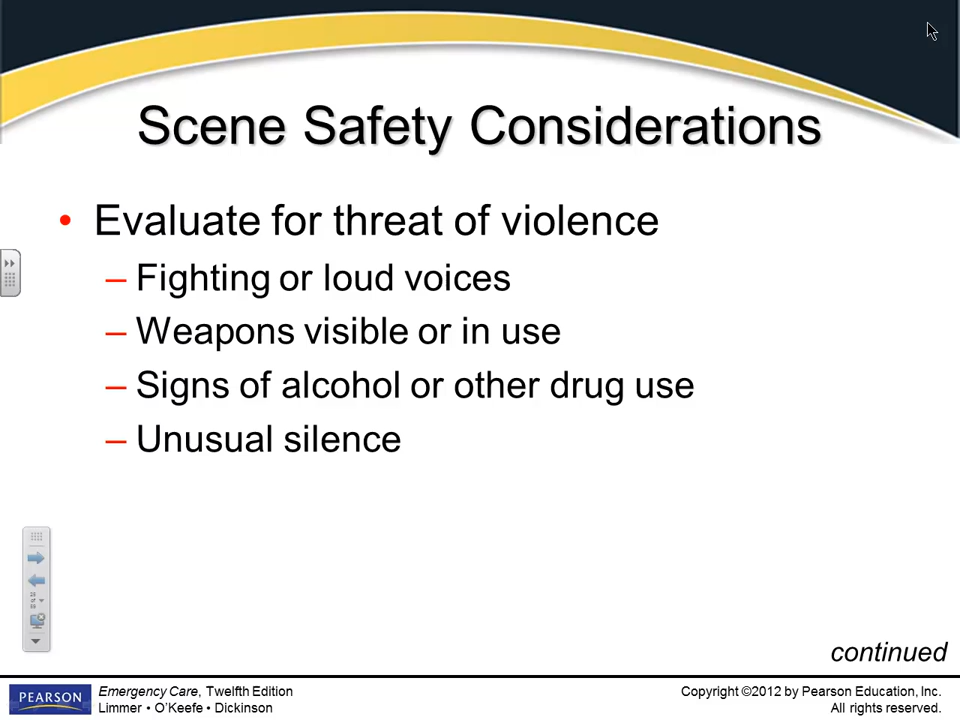 Scene Safety Considerations
• Evaluate for threat of violence
– Fighting or loud voices
– Weapons visible or in use
– Signs of alcohol or other drug use
– Unusual silence
continued
PEARSON
Emergency Care, Twelfth Edition
Limmer • O’Keefe • Dickinson
Copyright ©2012 by Pearson Education, Inc.
All rights reserved.